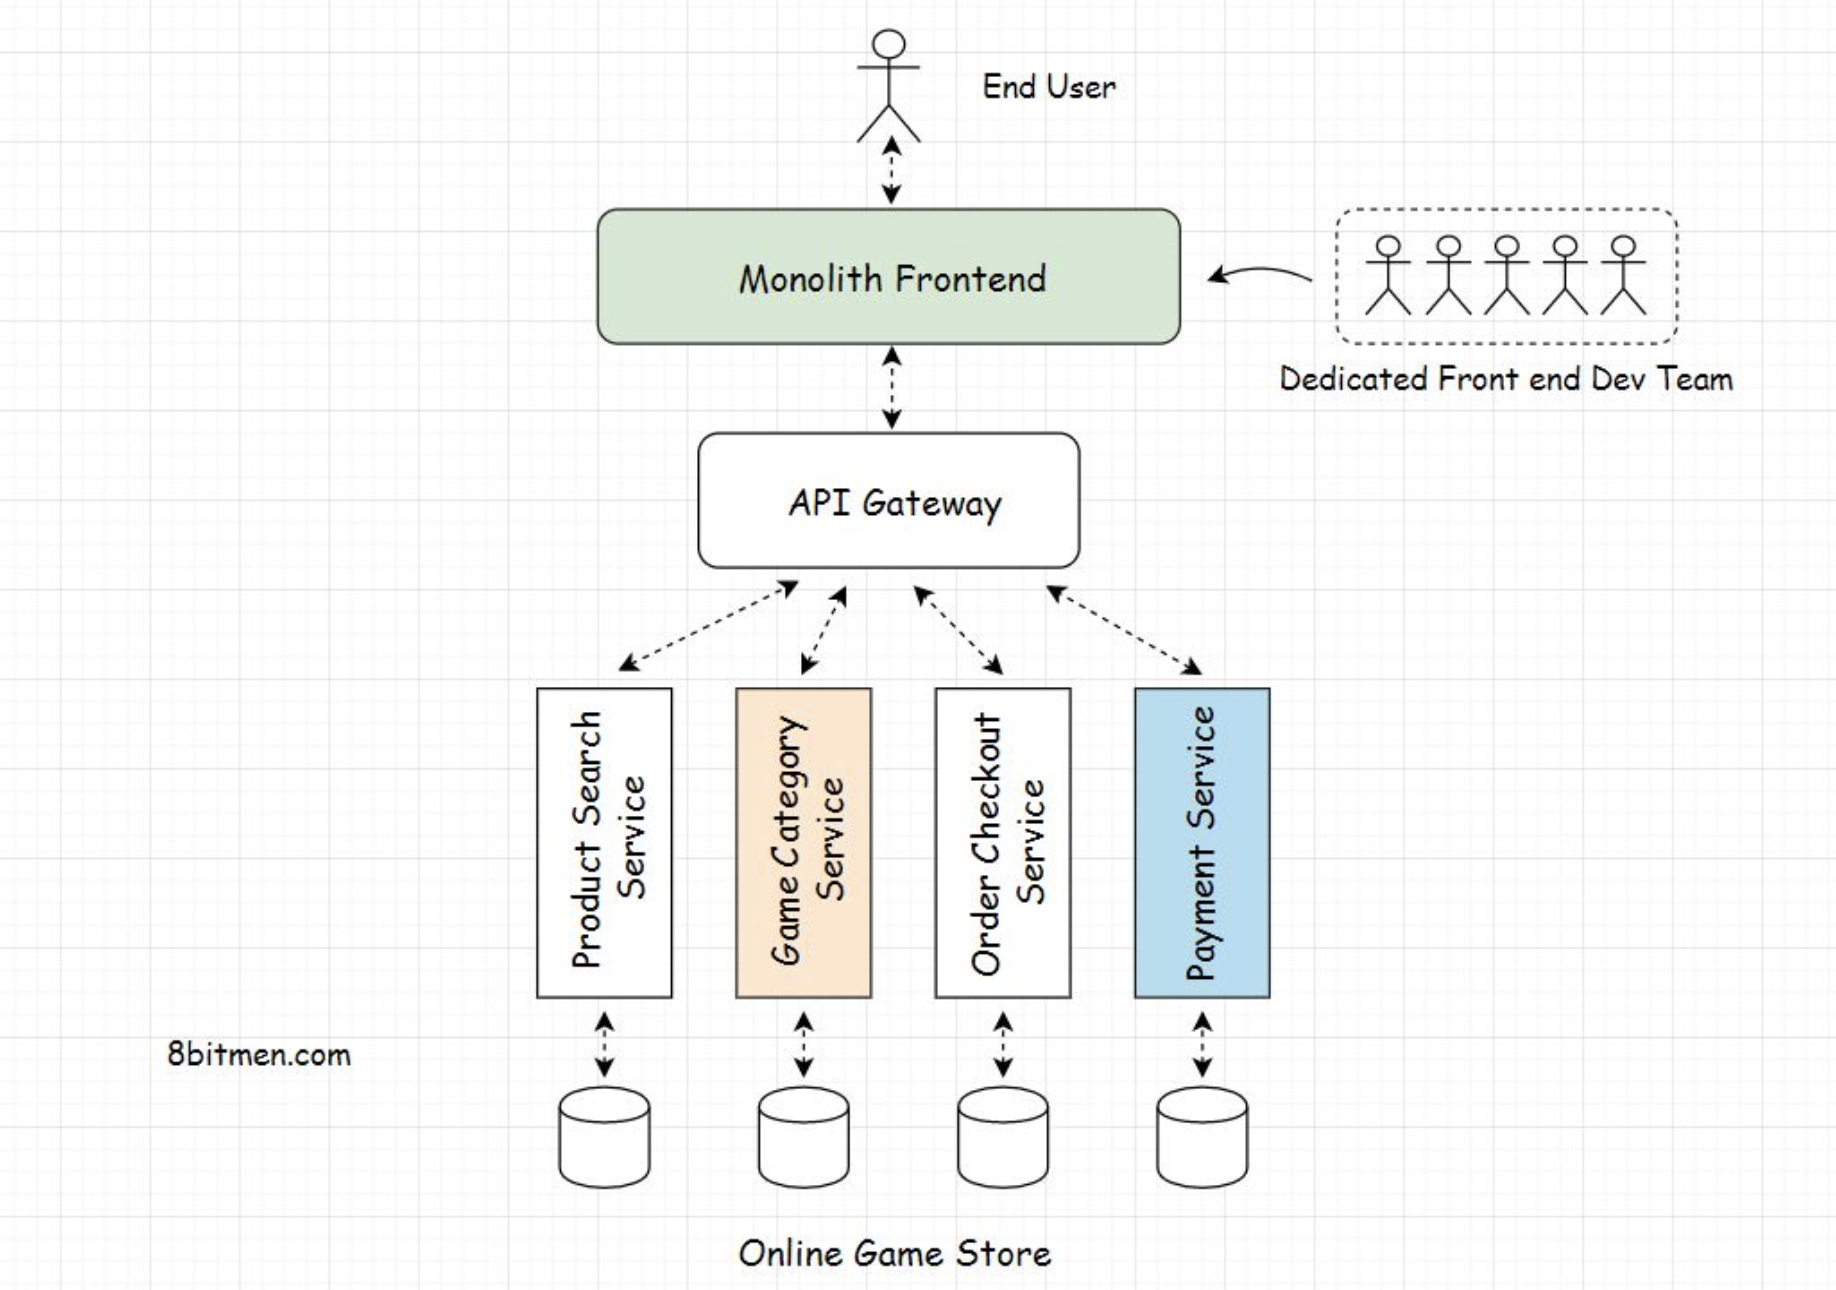 End User
Monolith Frontend
Dedicated Front end Dev Team
API Gateway
Product Search
Service
Game Category
Service
Order Checkout
Service
Payment Service
8bitmen.com
Online Game Store